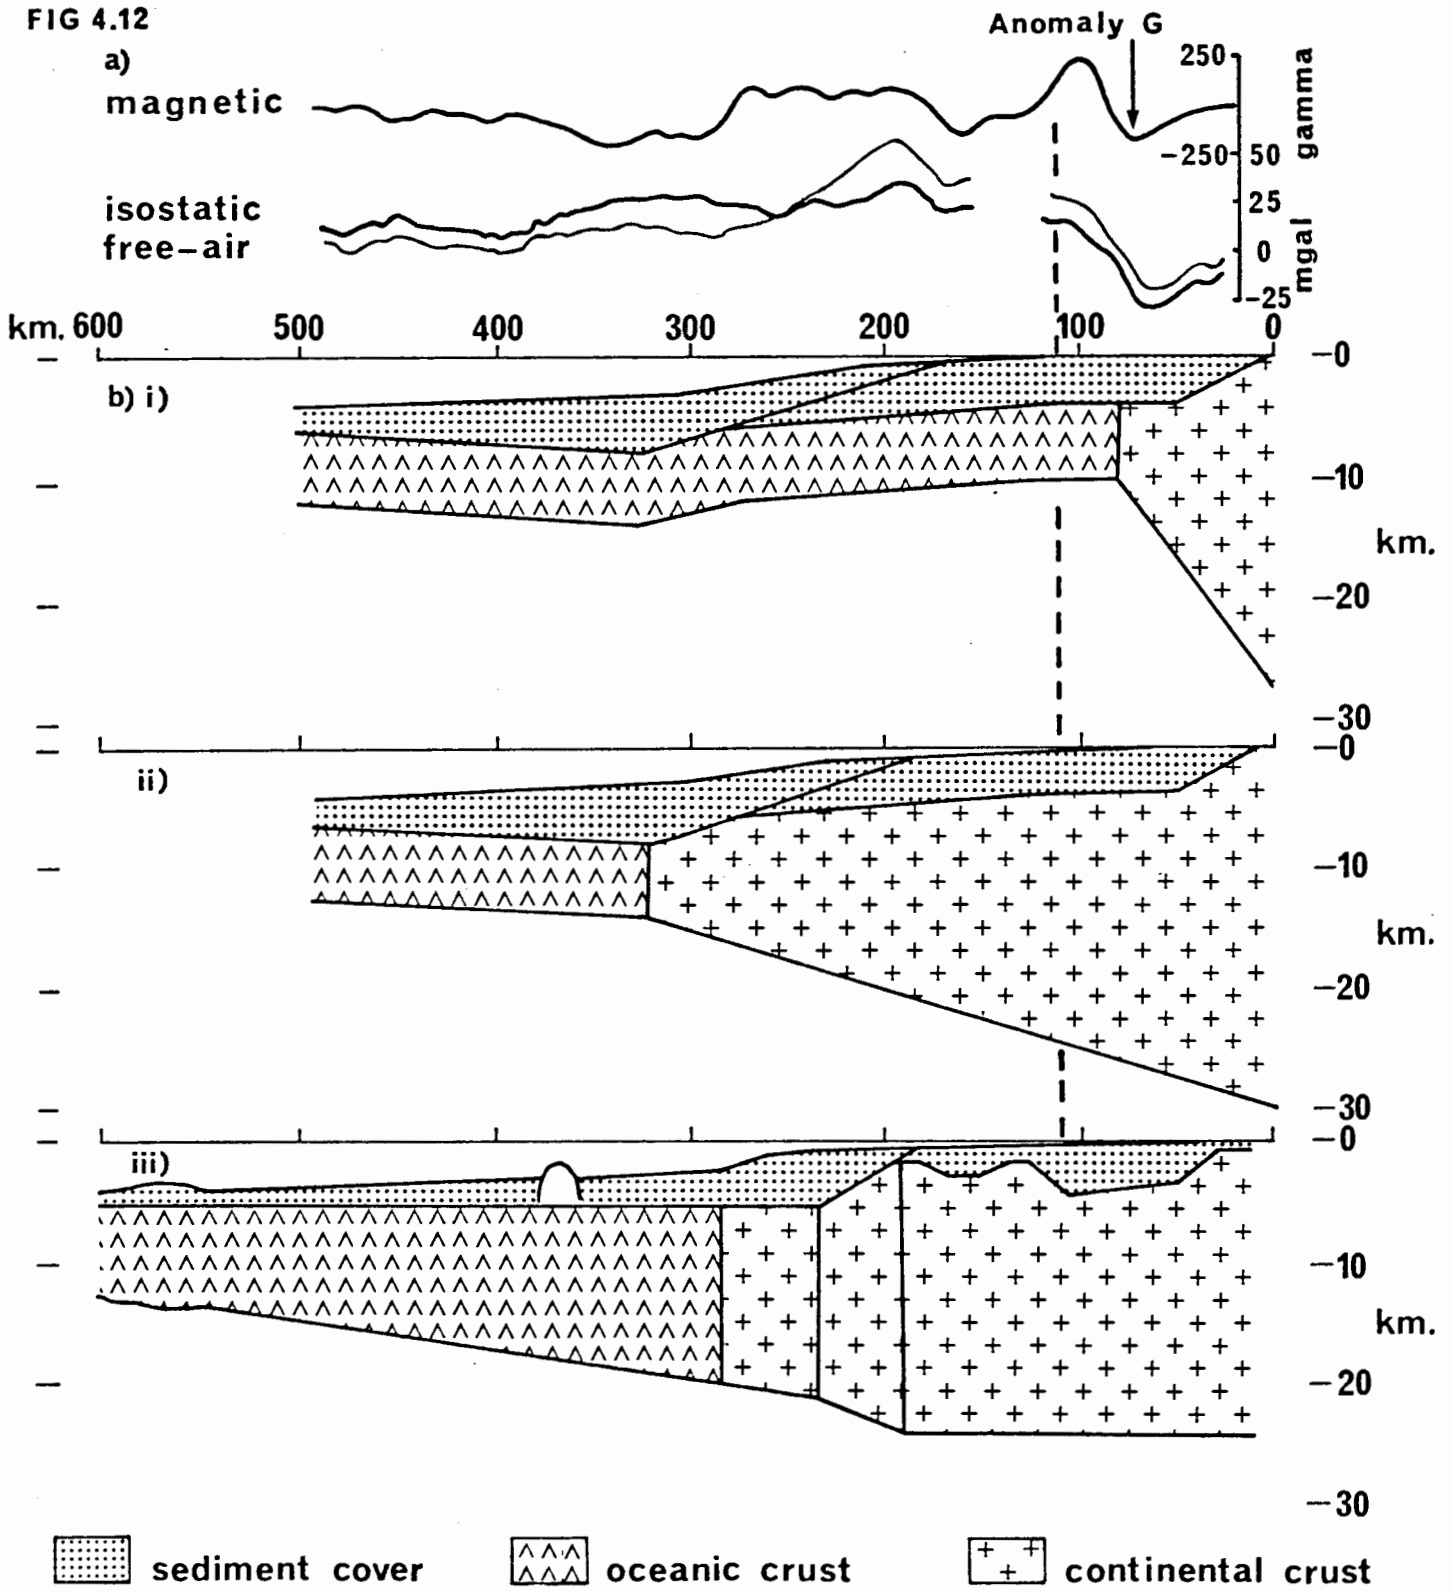 FIG 4.12
Anomaly G
a)
magnetic
250
gamma
-250
50
isostatic
25
free-air
0
mgal
-25
km. 600 500 400 300 200 100 0
b) i)
-0
-10
km.
-20
-30
ii)
-0
-10
km.
-20
-30
iii)
-0
-10
km.
-20
-30
sediment cover
oceanic crust
continental crust